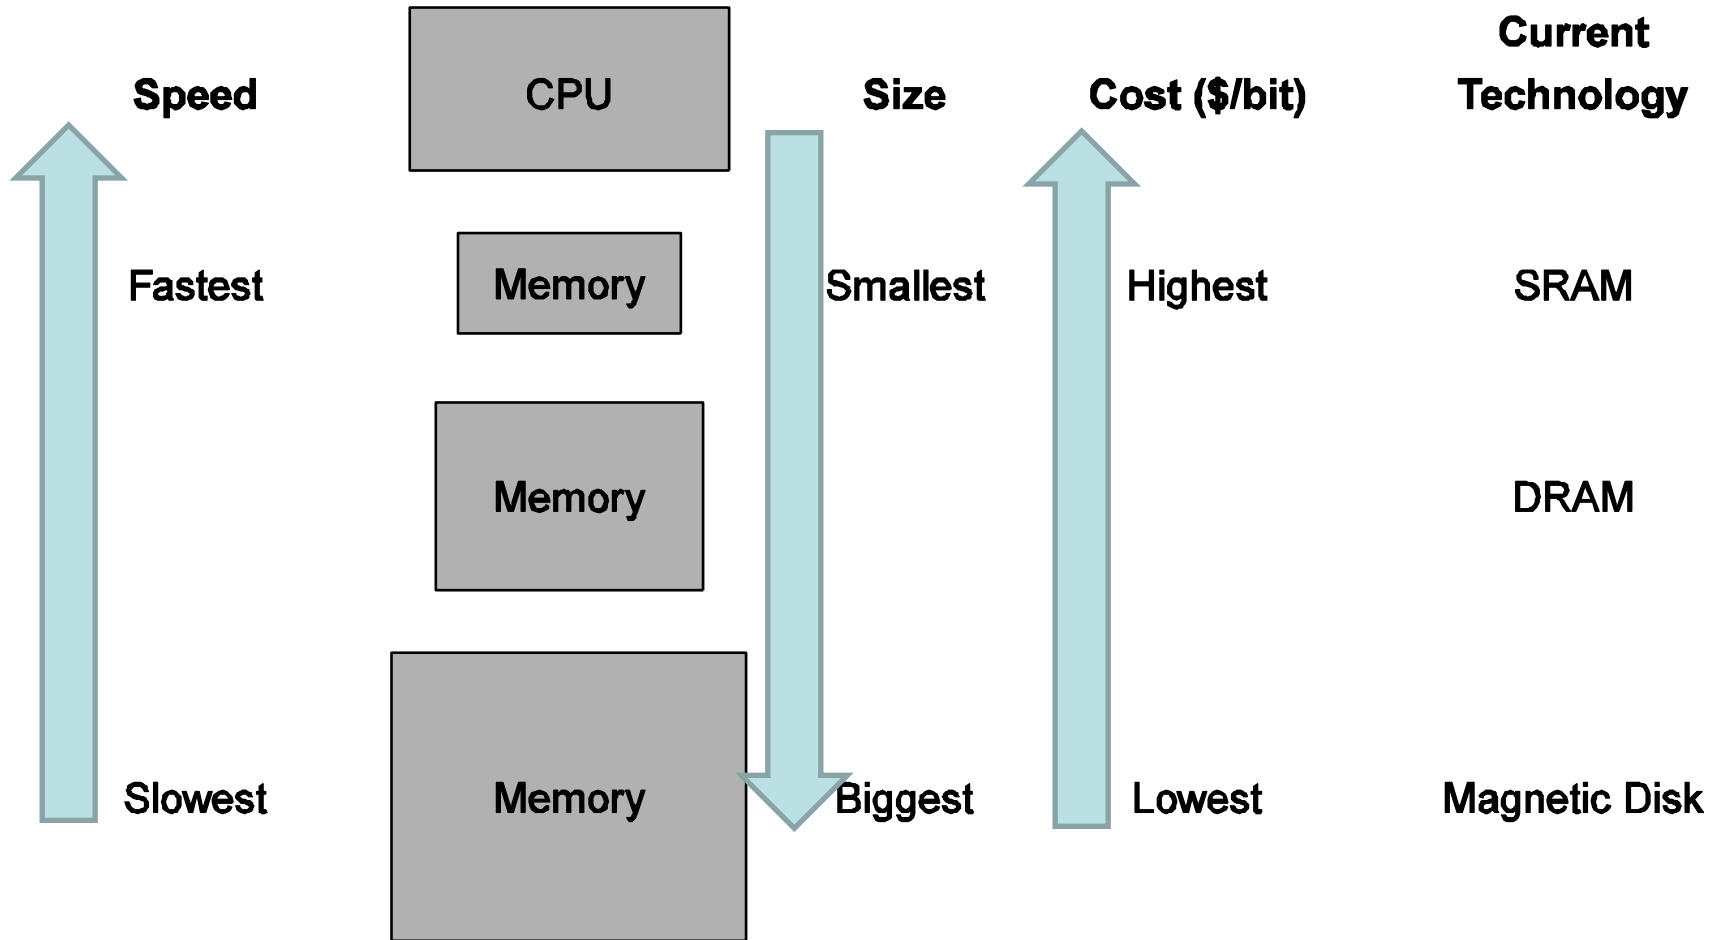 Current
Speed CPU Size Cost ($/bit) Technology
Fastest Memory Smallest Highest SRAM
Memory DRAM
Slowest Memory Biggest Lowest Magnetic Disk